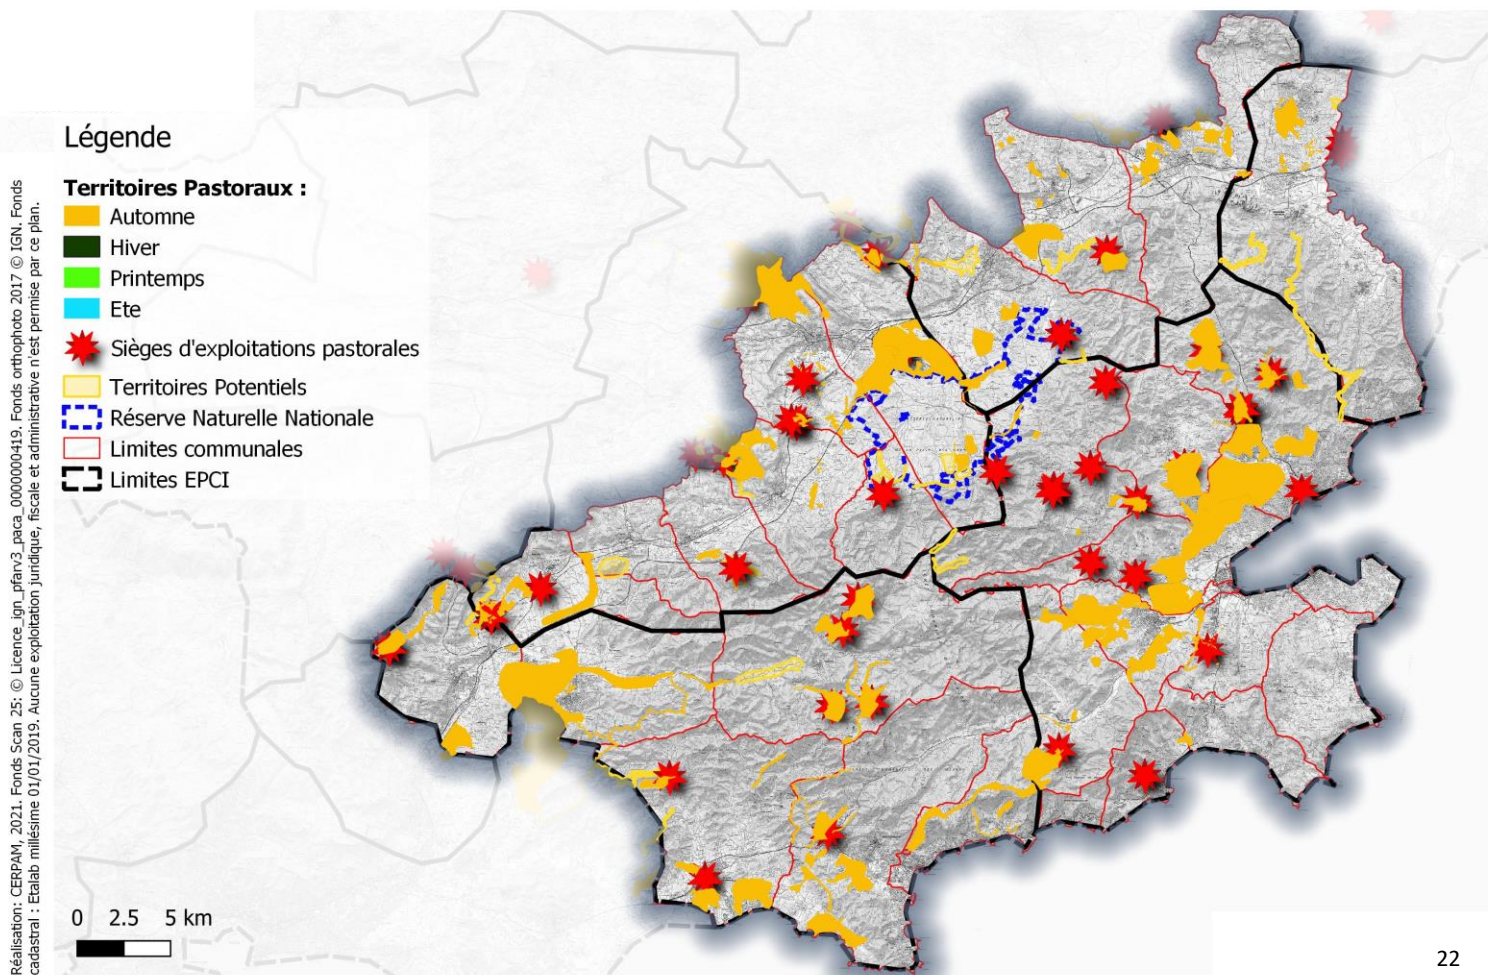 Légende
Territoires Pastoraux :
Automne
Hiver
Printemps
Ete
Sièges d'exploitations pastorales
Territoires Potentiels
Réserve Naturelle Nationale
Limites communales
Limites EPCI
0 2.5 5 km
Réalisation: CERPAM, 2021. Fonds Scan 25: © Licence_ign_pfarv3_paca_0000000419. Fonds orthophoto 2017 © IGN. Fonds
cadastral : Etalab millésime 01/01/2019. Aucune exploitation juridique, fiscale et administrative n'est permise par ce plan.
22